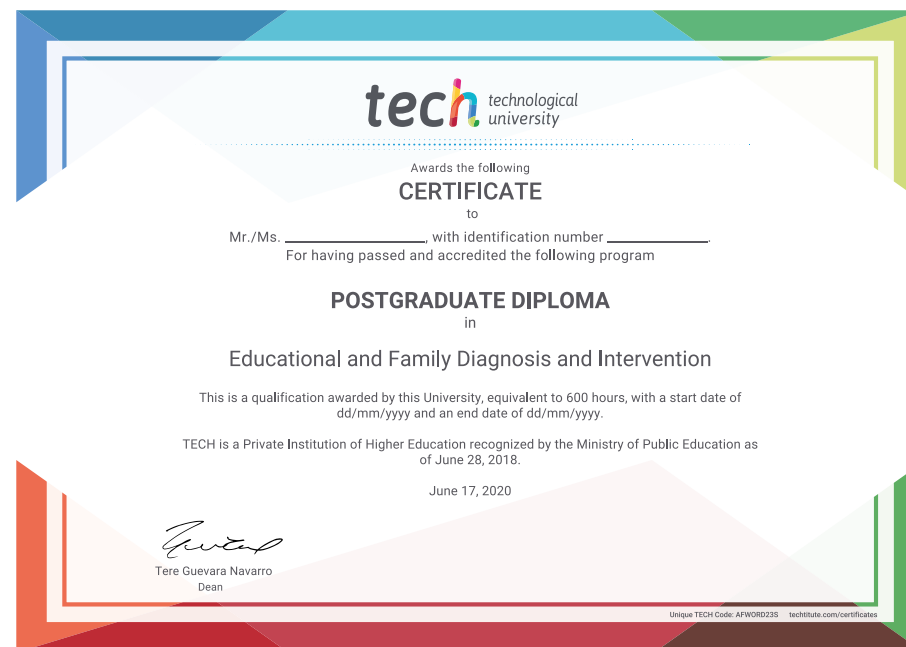 tech technological
university
Awards the following
CERTIFICATE
to
Mr./Ms. ____________________, with identification number ______________.
For having passed and accredited the following program
POSTGRADUATE DIPLOMA
in
Educational and Family Diagnosis and Intervention
This is a qualification awarded by this University, equivalent to 600 hours, with a start date of
dd/mm/yyyy and an end date of dd/mm/yyyy.
TECH is a Private Institution of Higher Education recognized by the Ministry of Public Education as
of June 28, 2018.
June 17, 2020
Tere Guevara Navarro
Dean
Unique TECH Code: AFWORD23S techtitute.com/certificates